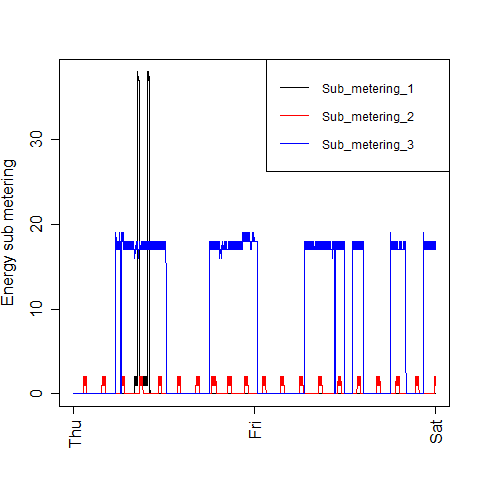 Sub_metering_1
Sub_metering_2
Sub_metering_3
Energy sub metering
30
20
10
0
Thu
Fri
Sat